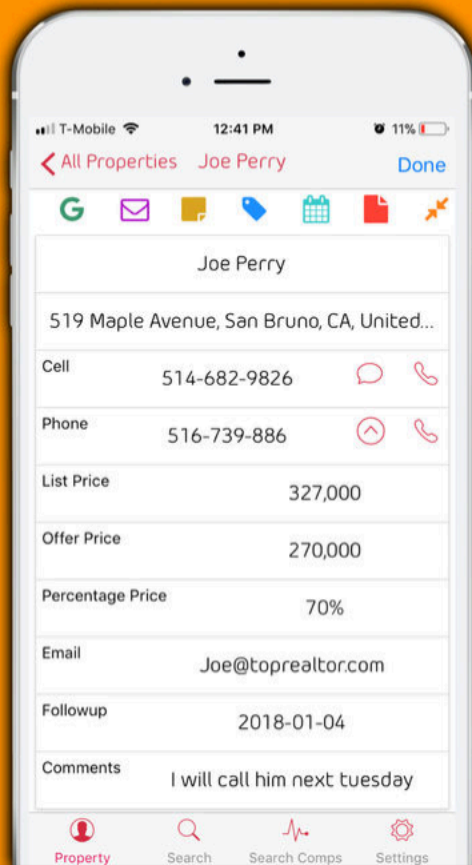 T-Mobile 12:41 PM 11%
All Properties Joe Perry Done
G
Joe Perry
519 Maple Avenue, San Bruno, CA, United...
Cell 514-682-9826
Phone 516-739-886
List Price 327,000
Offer Price 270,000
Percentage Price 70%
Email Joe@toprealtor.com
Followup 2018-01-04
Comments I will call him next tuesday
Property Search Search Comps Settings